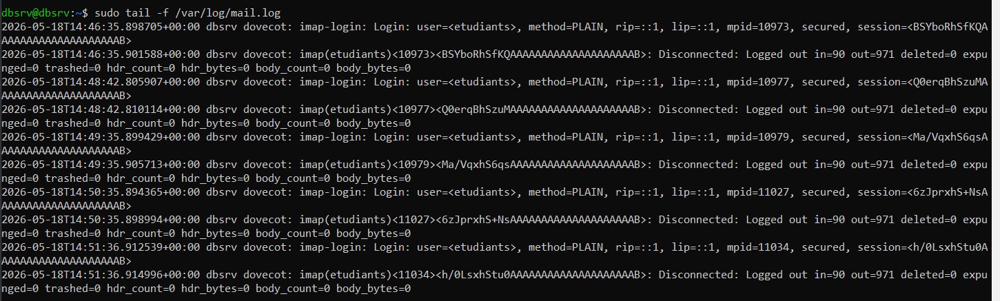 dbsrv@dbsrv:~$ sudo tail -f /var/log/mail.log
2026-05-18T14:46:35.898705+00:00 dbsrv dovecot: imap-login: Login: user=<etudiants>, method=PLAIN, rip=::1, lip=::1, mpid=10973, secured, session=<BSYboRhSfKQA
AAAAAAAAAAAAAAAAAAAB>
2026-05-18T14:46:35.901588+00:00 dbsrv dovecot: imap(etudiants)<10973><BSYboRhSfKQAAAAAAAAAAAAAAAAAAAAB>: Disconnected: Logged out in=90 out=971 deleted=0 expu
nged=0 trashed=0 hdr_count=0 hdr_bytes=0 body_count=0 body_bytes=0
2026-05-18T14:48:42.805907+00:00 dbsrv dovecot: imap-login: Login: user=<etudiants>, method=PLAIN, rip=::1, lip=::1, mpid=10977, secured, session=<Q0erqBhSzuMA
AAAAAAAAAAAAAAAAAAAB>
2026-05-18T14:48:42.810114+00:00 dbsrv dovecot: imap(etudiants)<10977><Q0erqBhSzuMAAAAAAAAAAAAAAAAAAAAB>: Disconnected: Logged out in=90 out=971 deleted=0 expu
nged=0 trashed=0 hdr_count=0 hdr_bytes=0 body_count=0 body_bytes=0
2026-05-18T14:49:35.899429+00:00 dbsrv dovecot: imap-login: Login: user=<etudiants>, method=PLAIN, rip=::1, lip=::1, mpid=10979, secured, session=<Ma/VqxhS6qsA
AAAAAAAAAAAAAAAAAAAB>
2026-05-18T14:49:35.905713+00:00 dbsrv dovecot: imap(etudiants)<10979><Ma/VqxhS6qsAAAAAAAAAAAAAAAAAAAAB>: Disconnected: Logged out in=90 out=971 deleted=0 expu
nged=0 trashed=0 hdr_count=0 hdr_bytes=0 body_count=0 body_bytes=0
2026-05-18T14:50:35.894365+00:00 dbsrv dovecot: imap-login: Login: user=<etudiants>, method=PLAIN, rip=::1, lip=::1, mpid=11027, secured, session=<6zJprxhS+NsA
AAAAAAAAAAAAAAAAAAAB>
2026-05-18T14:50:35.898994+00:00 dbsrv dovecot: imap(etudiants)<11027><6zJprxhS+NsAAAAAAAAAAAAAAAAAAAAB>: Disconnected: Logged out in=90 out=971 deleted=0 expu
nged=0 trashed=0 hdr_count=0 hdr_bytes=0 body_count=0 body_bytes=0
2026-05-18T14:51:36.912539+00:00 dbsrv dovecot: imap-login: Login: user=<etudiants>, method=PLAIN, rip=::1, lip=::1, mpid=11034, secured, session=<h/0LsxhStu0A
AAAAAAAAAAAAAAAAAAAB>
2026-05-18T14:51:36.914996+00:00 dbsrv dovecot: imap(etudiants)<11034><h/0LsxhStu0AAAAAAAAAAAAAAAAAAAAB>: Disconnected: Logged out in=90 out=971 deleted=0 expu
nged=0 trashed=0 hdr_count=0 hdr_bytes=0 body_count=0 body_bytes=0